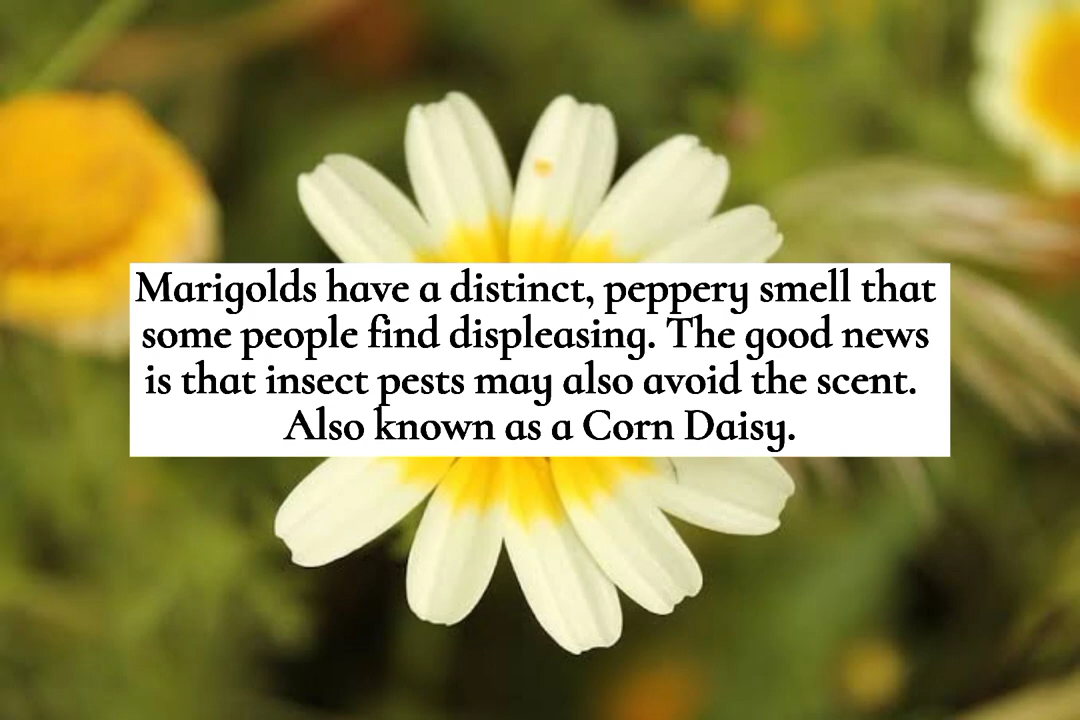 Marigolds have a distinct, peppery smell that
some people find displeasing. The good news
is that insect pests may also avoid the scent.
Also known as a Corn Daisy.